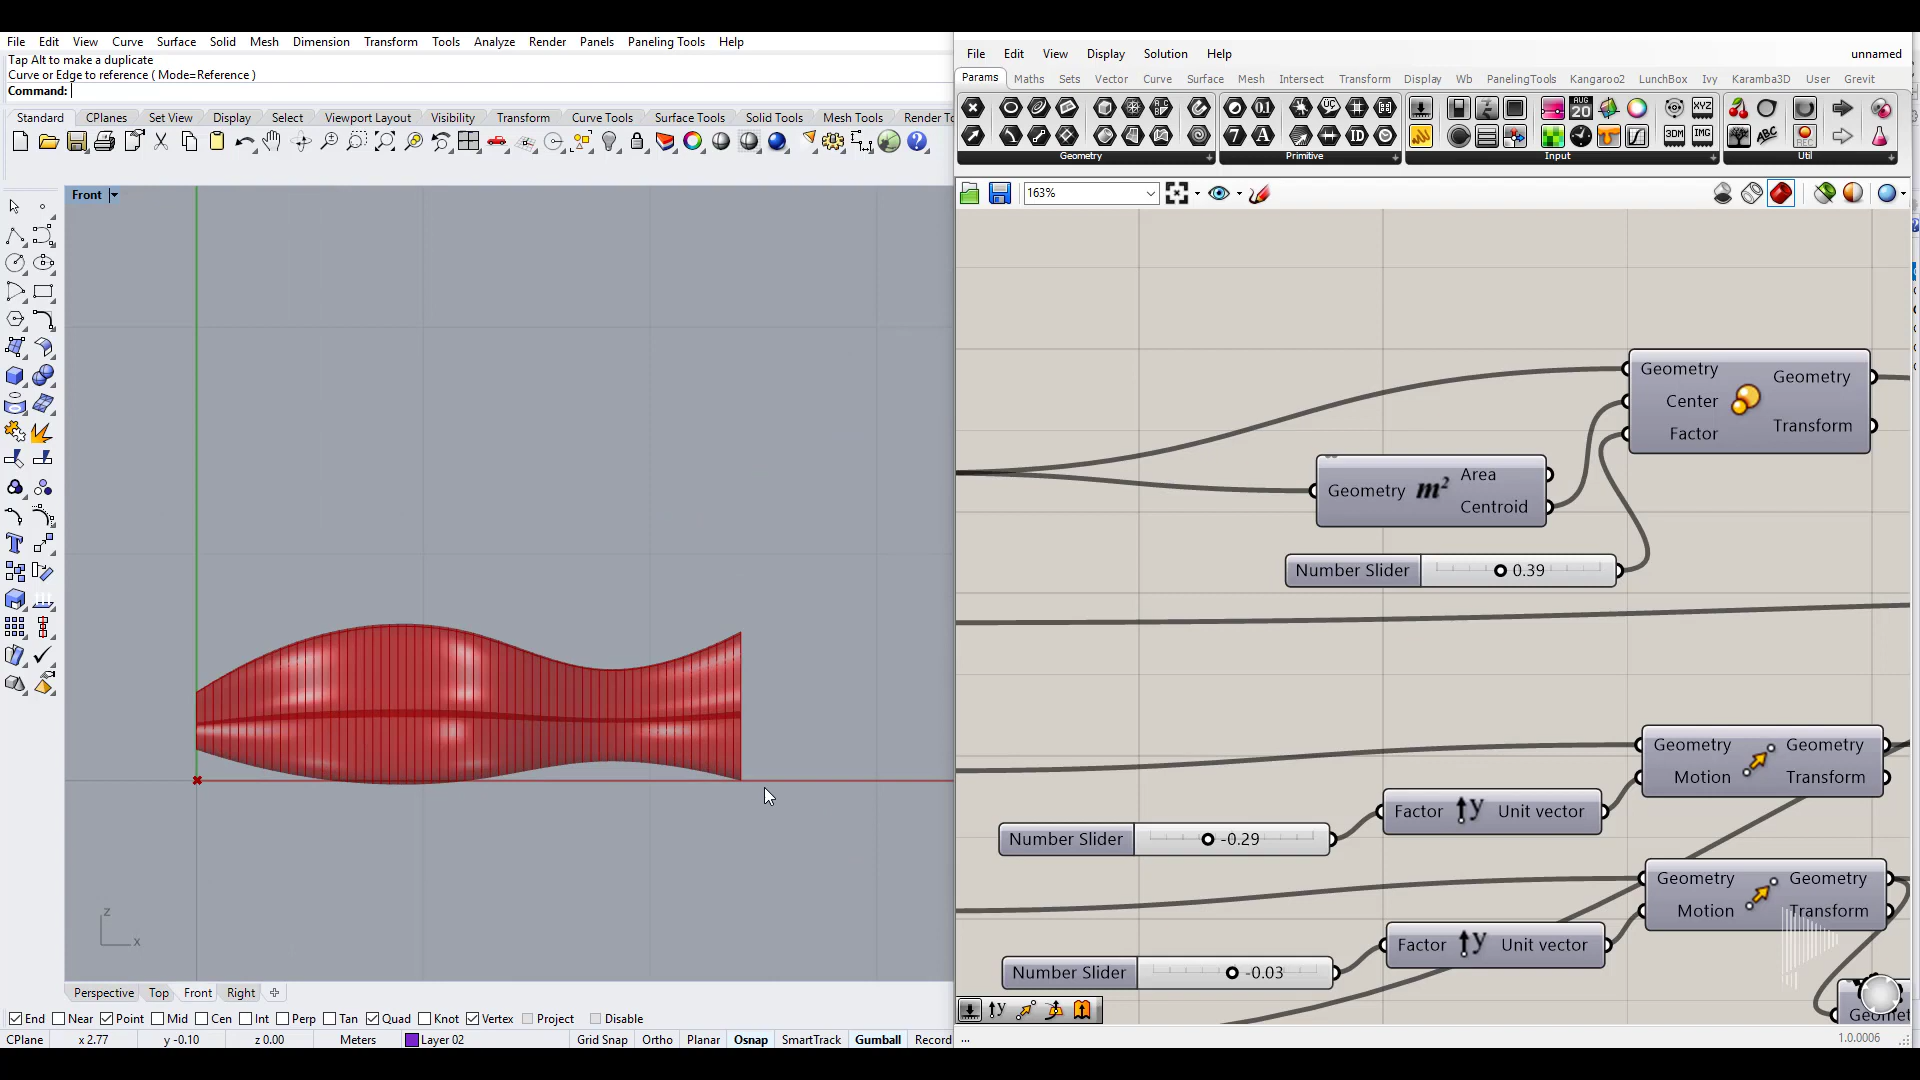 File Edit View Curve Surface Solid Mesh Dimension Transform Tools Analyze Render Panels Paneling Tools Help
Tap Alt to make a duplicate
Curve or Edge to reference ( Mode=Reference )
Command:
Standard CPlanes Set View Display Select Viewport Layout Visibility Transform Curve Tools Surface Tools Solid Tools Mesh Tools Render To
Front
z
x
Perspective Top Front Right
End Near Point Mid Cen Int Perp Tan Quad Knot Vertex Project Disable
CPlane x 2.77 y -0.10 z 0.00 Meters Layer 02 Grid Snap Ortho Planar Osnap SmartTrack Gumball Record
File Edit View Display Solution Help unnamed
Params Maths Sets Vector Curve Surface Mesh Intersect Transform Display Wb PanelingTools Kangaroo2 LunchBox Ivy Karamba3D User Grevit
Geometry Primitive Input Util
163%
Geometry Geometry
Center
Factor Transform
Geometry m² Area
Centroid
Number Slider 0.39
Geometry Geometry
Motion Transform
Factor y Unit vector
Number Slider -0.29
Geometry Geometry
Motion Transform
Factor y Unit vector
Number Slider -0.03
Geome
...
1.0.0006